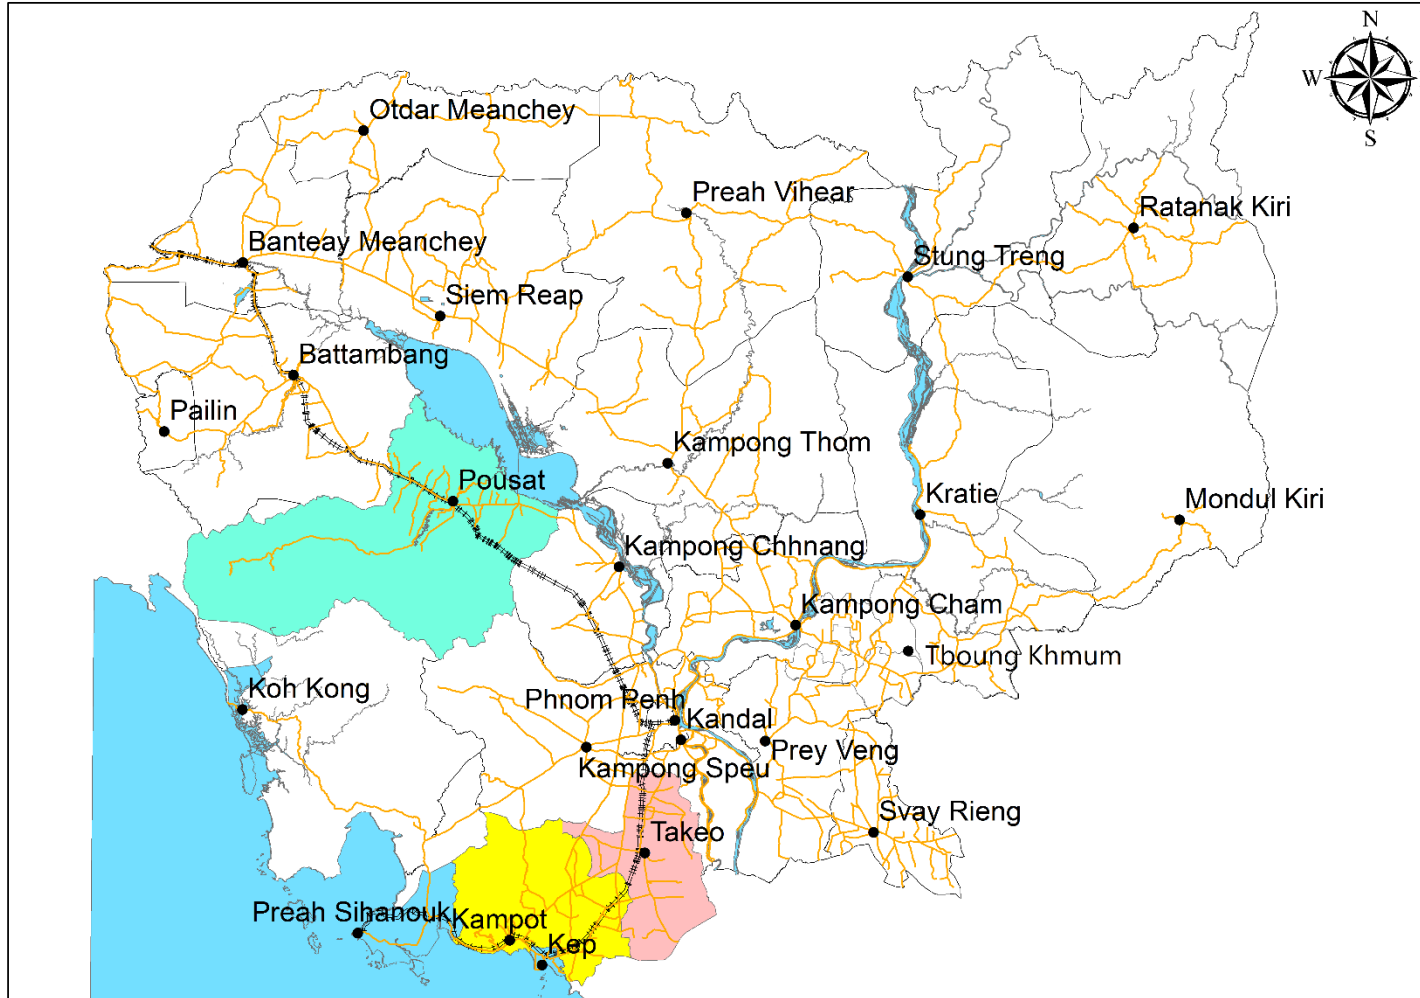 N
W
S
Otdar Meanchey
Preah Vihear
Ratanak Kiri
Banteay Meanchey
Stung Treng
Siem Reap
Battambang
Pailin
Kampong Thom
Pousat
Kratie
Mondul Kiri
Kampong Chhnang
Kampong Cham
Tboung Khmum
Koh Kong
Phnom Penh
Kandal
Prey Veng
Kampong Speu
Svay Rieng
Takeo
Preah Sihanouk
Kampot
Kep